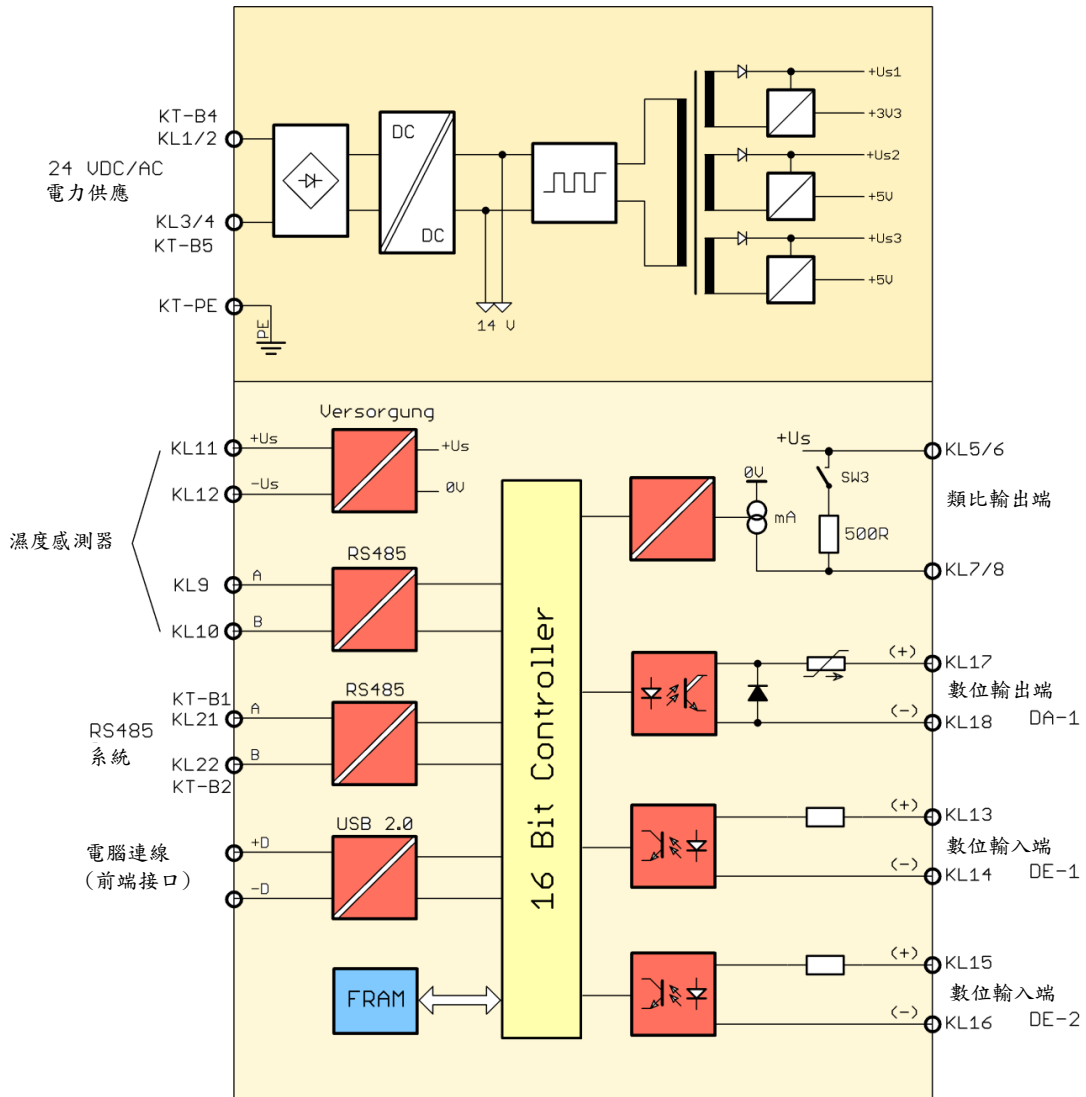 KT-B4
KL1/2
24 VDC/AC
電力供應
KL3/4
KT-B5
KT-PE
PE
DC
DC
14 V
+Us1
+3V3
+Us2
+5V
+Us3
+5V
Versorgung
KL11
+Us
+Us
KL12
-Us
0V
濕度感測器
RS485
KL9
A
KL10
B
RS485
KT-B1
KL21
A
RS485
系統
KL22
B
KT-B2
USB 2.0
電腦連線
+D
(前端接口)
-D
FRAM
16 Bit Controller
+Us
KL5/6
0V
SW3
類比輸出端
mA
500R
KL7/8
(+)
KL17
數位輸出端
(-)
KL18
DA-1
(+)
KL13
數位輸入端
(-)
KL14
DE-1
(+)
KL15
數位輸入端
(-)
KL16
DE-2